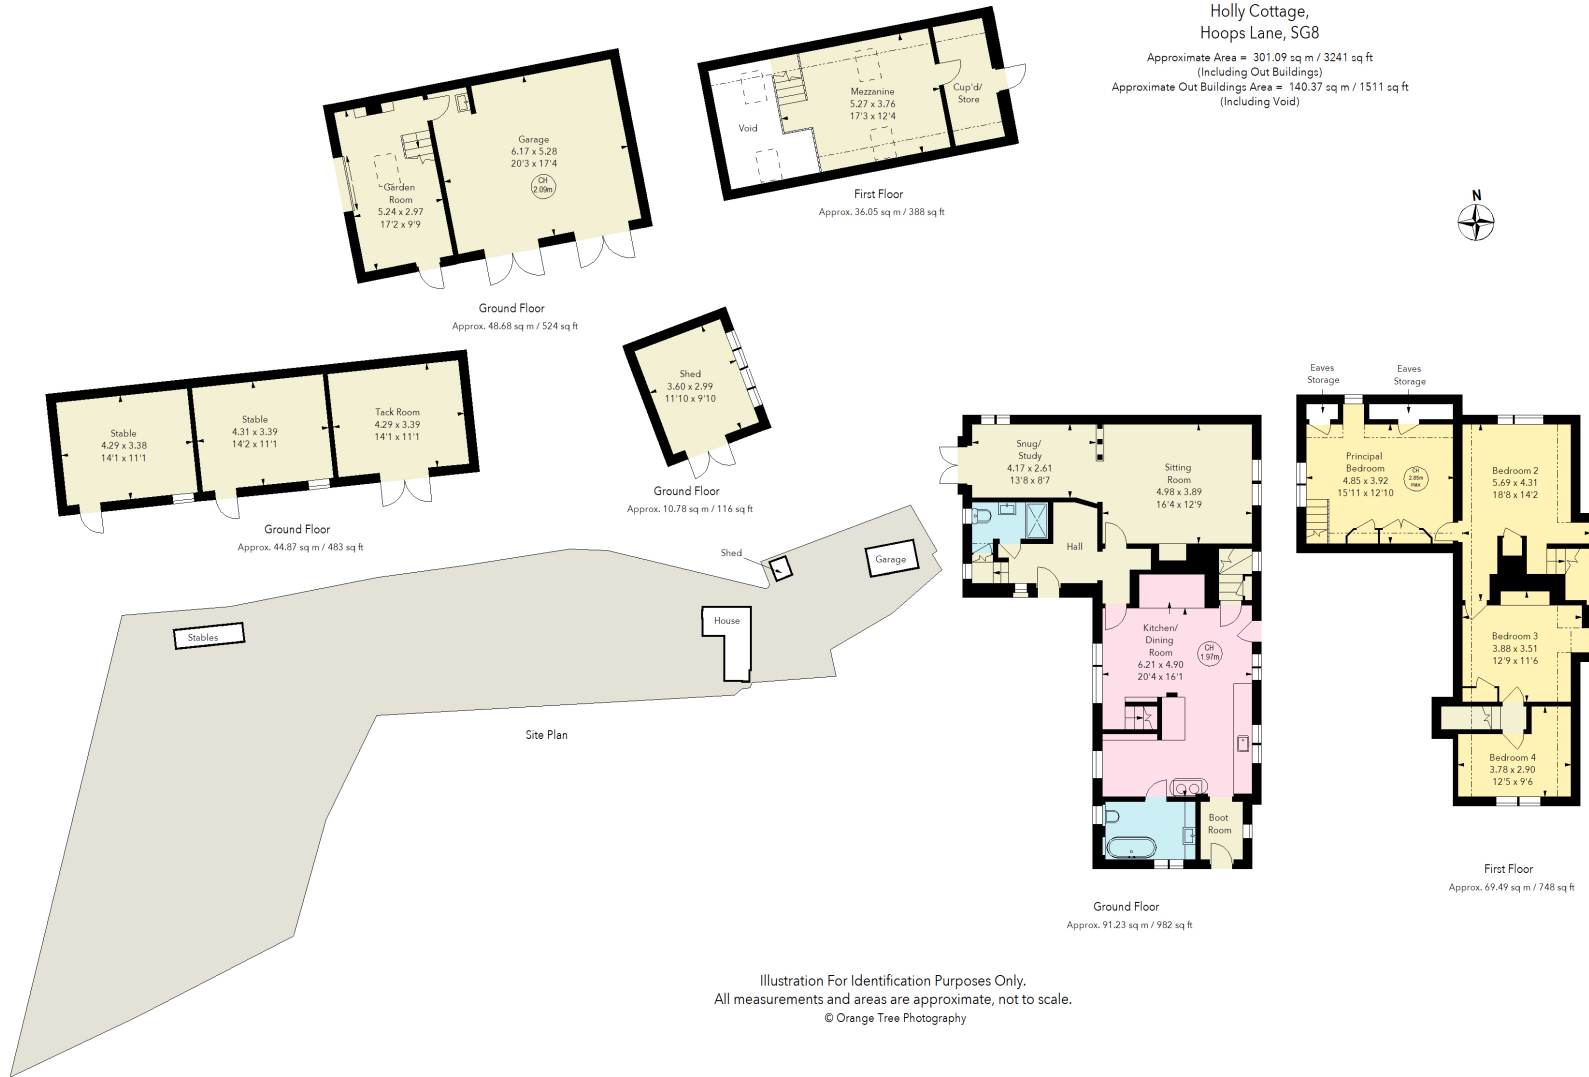 Holly Cottage,
Hoops Lane, SG8
Approximate Area = 301.09 sq m / 3241 sq ft
(Including Out Buildings)
Approximate Out Buildings Area = 140.37 sq m / 1511 sq ft
(Including Void)
N
Garage
6.17 x 5.28
20'3 x 17'4
CH
2.09m
Garden
Room
5.24 x 2.97
17'2 x 9'9
Ground Floor
Approx. 48.68 sq m / 524 sq ft
Void
Mezzanine
5.27 x 3.76
17'3 x 12'4
Cup'd/
Store
First Floor
Approx. 36.05 sq m / 388 sq ft
Stable
4.29 x 3.38
14'1 x 11'1
Stable
4.31 x 3.39
14'2 x 11'1
Tack Room
4.29 x 3.39
14'1 x 11'1
Ground Floor
Approx. 44.87 sq m / 483 sq ft
Shed
3.60 x 2.99
11'10 x 9'10
Ground Floor
Approx. 10.78 sq m / 116 sq ft
Stables
Shed
House
Garage
Site Plan
Snug/
Study
4.17 x 2.61
13'8 x 8'7
Sitting
Room
4.98 x 3.89
16'4 x 12'9
Hall
Kitchen/
Dining
Room
6.21 x 4.90
20'4 x 16'1
CH
1.97m
Boot
Room
Ground Floor
Approx. 91.23 sq m / 982 sq ft
Eaves
Storage
Eaves
Storage
Principal
Bedroom
4.85 x 3.92
15'11 x 12'10
CH
2.85m
max
Bedroom 2
5.69 x 4.31
18'8 x 14'2
Bedroom 3
3.88 x 3.51
12'9 x 11'6
Bedroom 4
3.78 x 2.90
12'5 x 9'6
First Floor
Approx. 69.49 sq m / 748 sq ft
Illustration For Identification Purposes Only.
All measurements and areas are approximate, not to scale.
© Orange Tree Photography